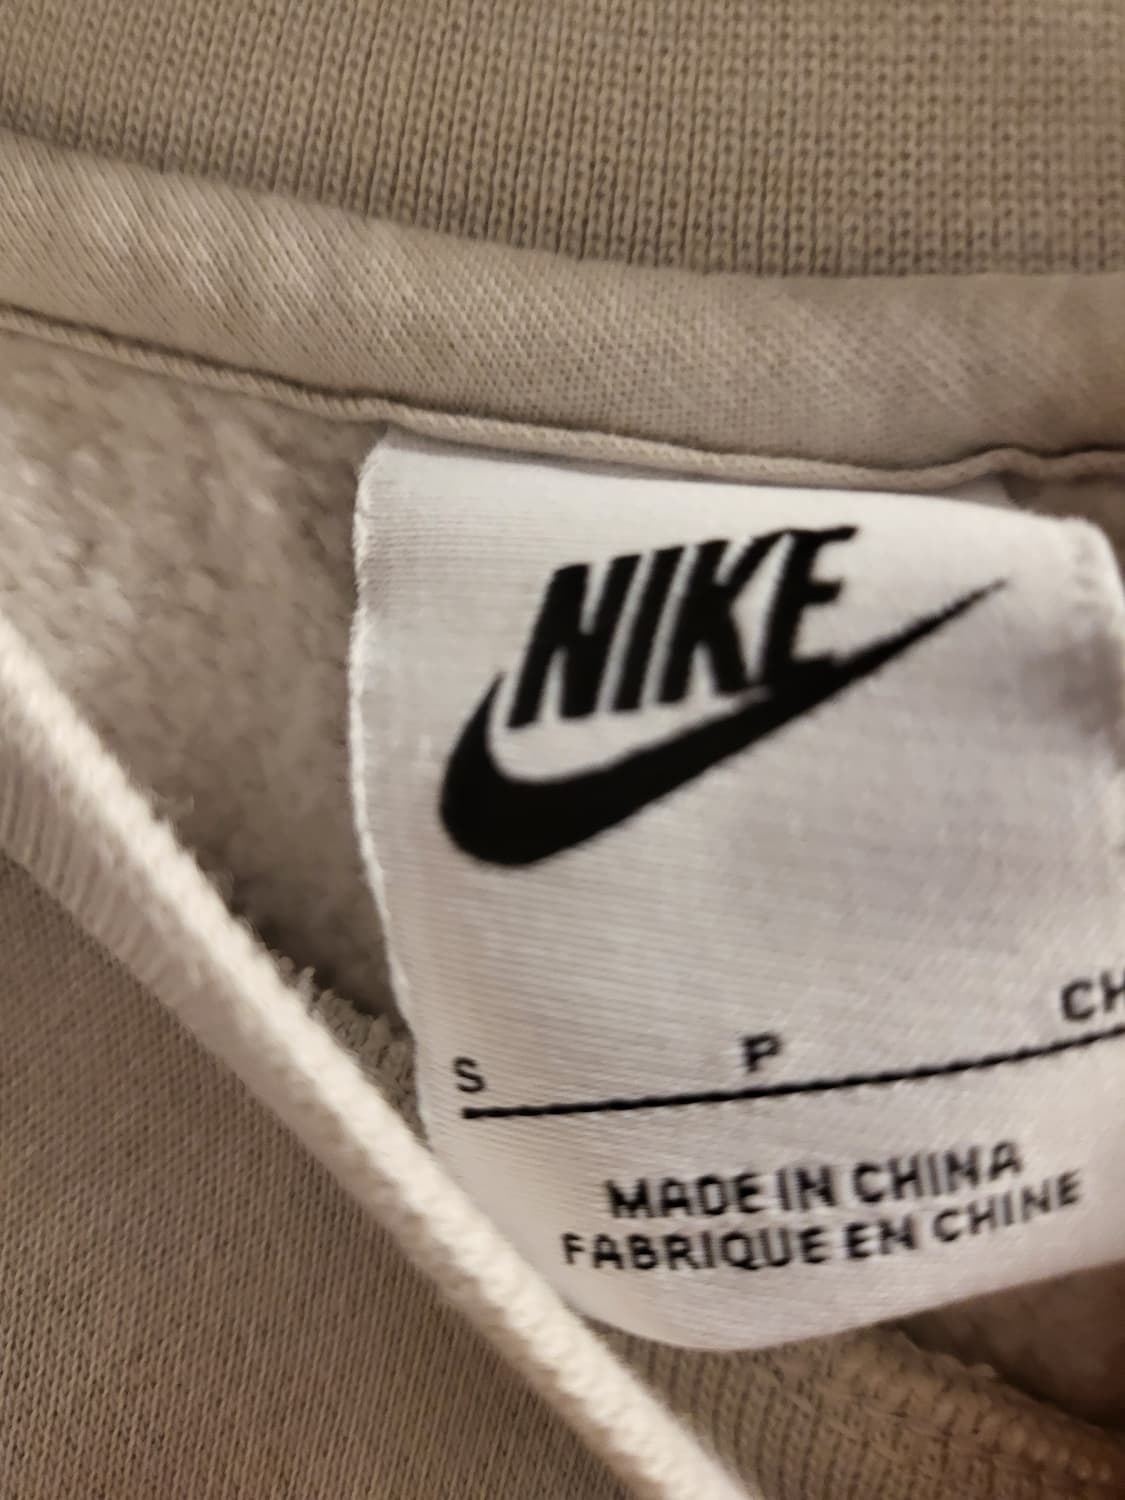 NIKE
S P CH
MADE IN CHINA
FABRIQUE EN CHINE